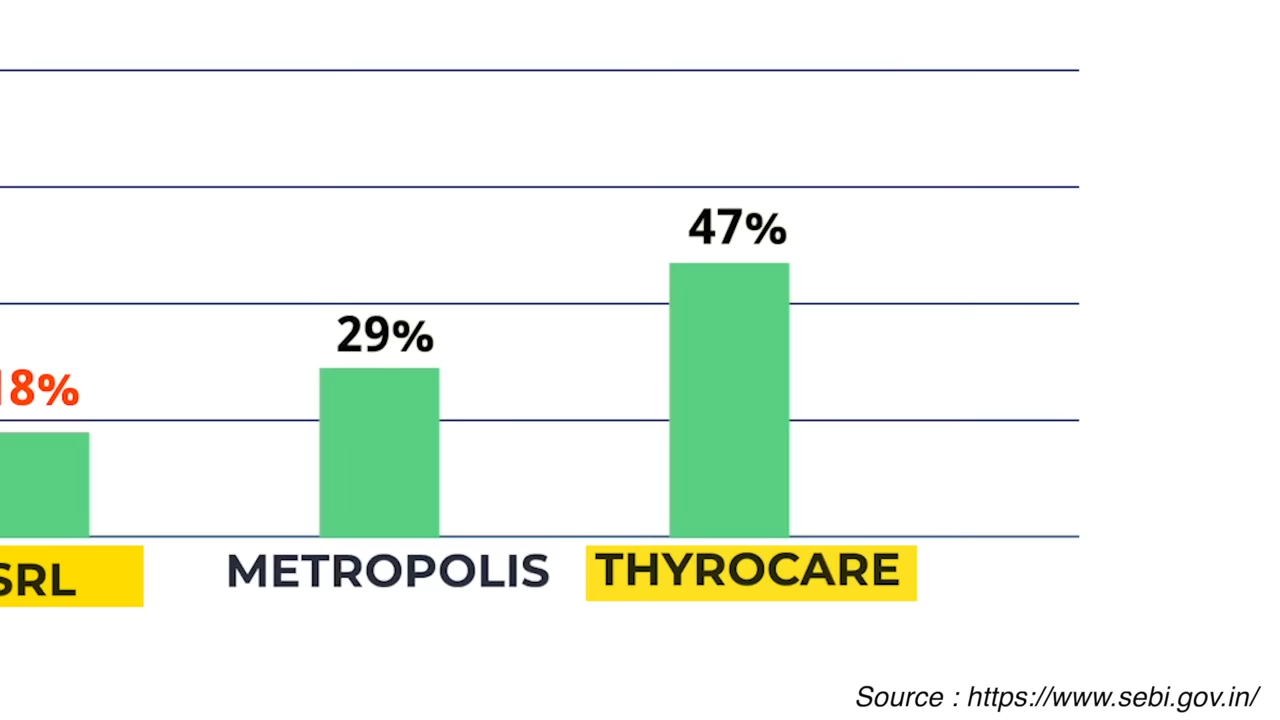 47%
29%
18%
SRL
METROPOLIS
THYROCARE
Source : https://www.sebi.gov.in/